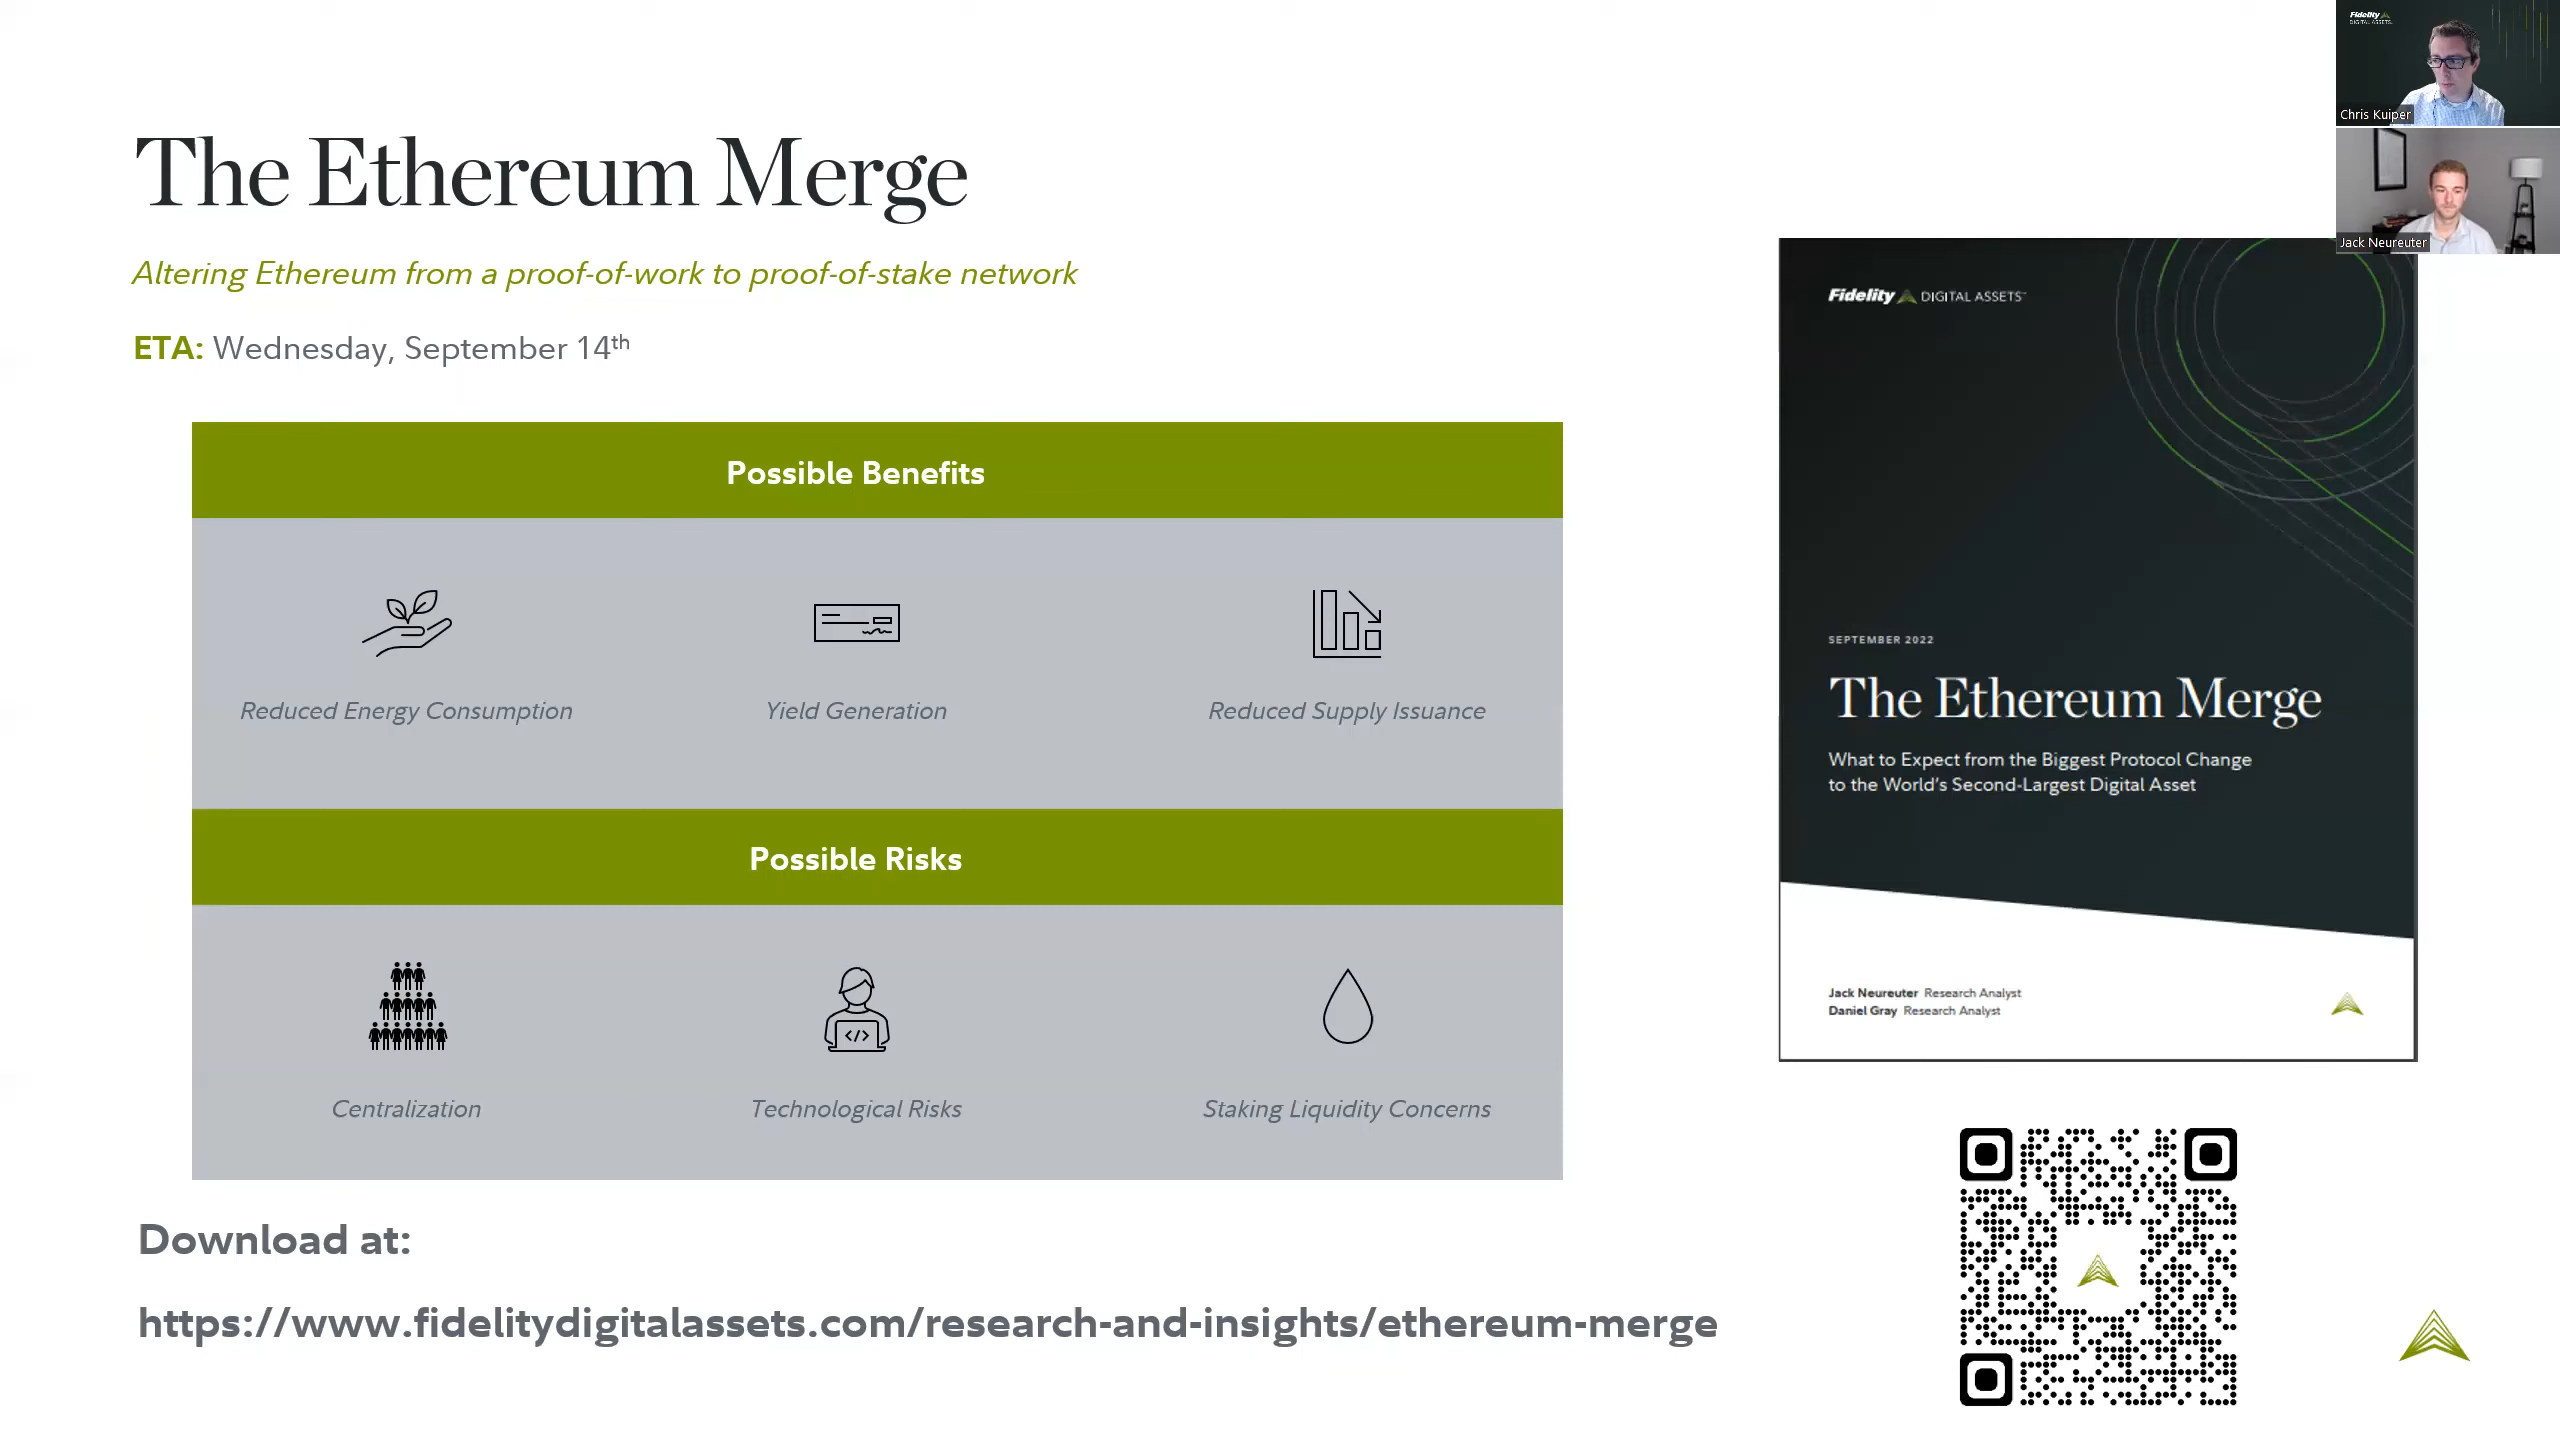 The Ethereum Merge
Altering Ethereum from a proof-of-work to proof-of-stake network
ETA: Wednesday, September 14th
Possible Benefits
Reduced Energy Consumption
Yield Generation
Reduced Supply Issuance
Possible Risks
Centralization
Technological Risks
Staking Liquidity Concerns
Download at:
https://www.fidelitydigitalassets.com/research-and-insights/ethereum-merge
Fidelity
DIGITAL ASSETS
Chris Kuiper
Jack Neureuter
Fidelity DIGITAL ASSETS℠
SEPTEMBER 2022
The Ethereum Merge
What to Expect from the Biggest Protocol Change
to the World's Second-Largest Digital Asset
Jack Neureuter Research Analyst
Daniel Gray Research Analyst